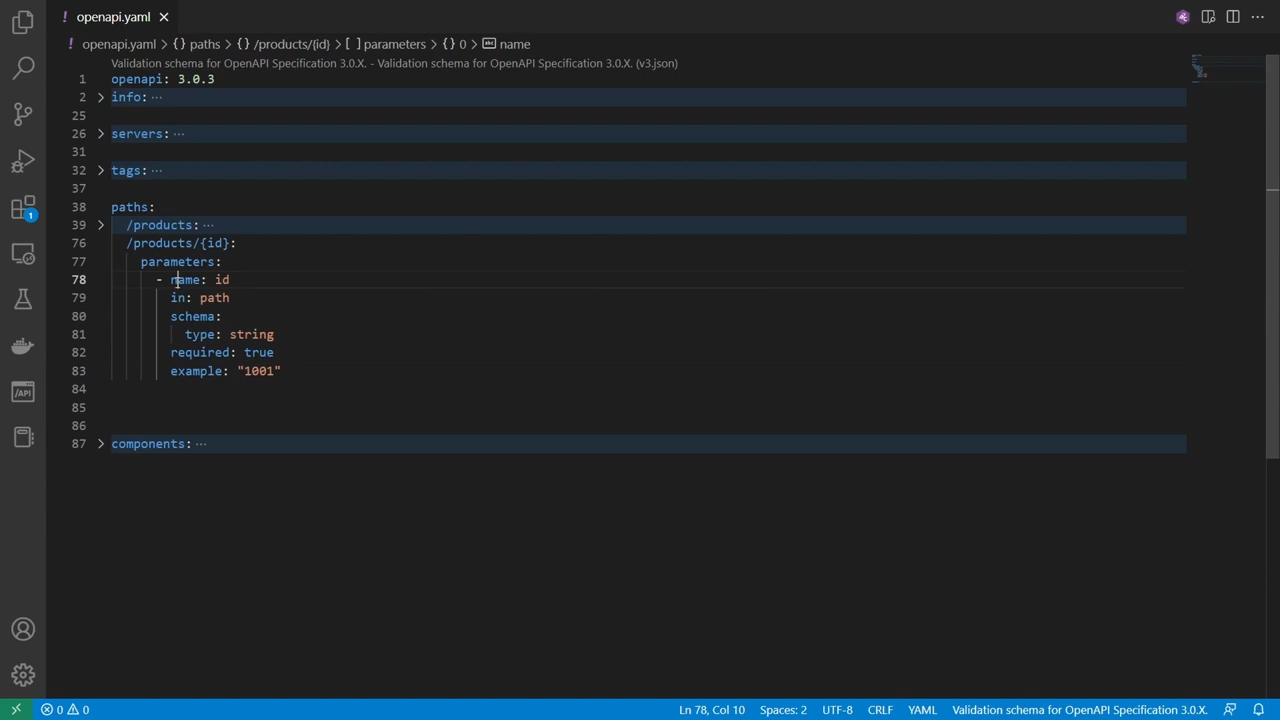 openapi.yaml
openapi.yaml > {} paths > {} /products/{id} > [ ] parameters > {} 0 > abc name
Validation schema for OpenAPI Specification 3.0.X. - Validation schema for OpenAPI Specification 3.0.X. (v3.json)
1 openapi: 3.0.3
2 info: ...
25
26 servers: ...
31
32 tags: ...
37
38 paths:
39 /products: ...
76 /products/{id}:
77 parameters:
78 - name: id
79 in: path
80 schema:
81 type: string
82 required: true
83 example: "1001"
84
85
86
87 components: ...
1
/API
0 0 Ln 78, Col 10 Spaces: 2 UTF-8 CRLF YAML Validation schema for OpenAPI Specification 3.0.X.